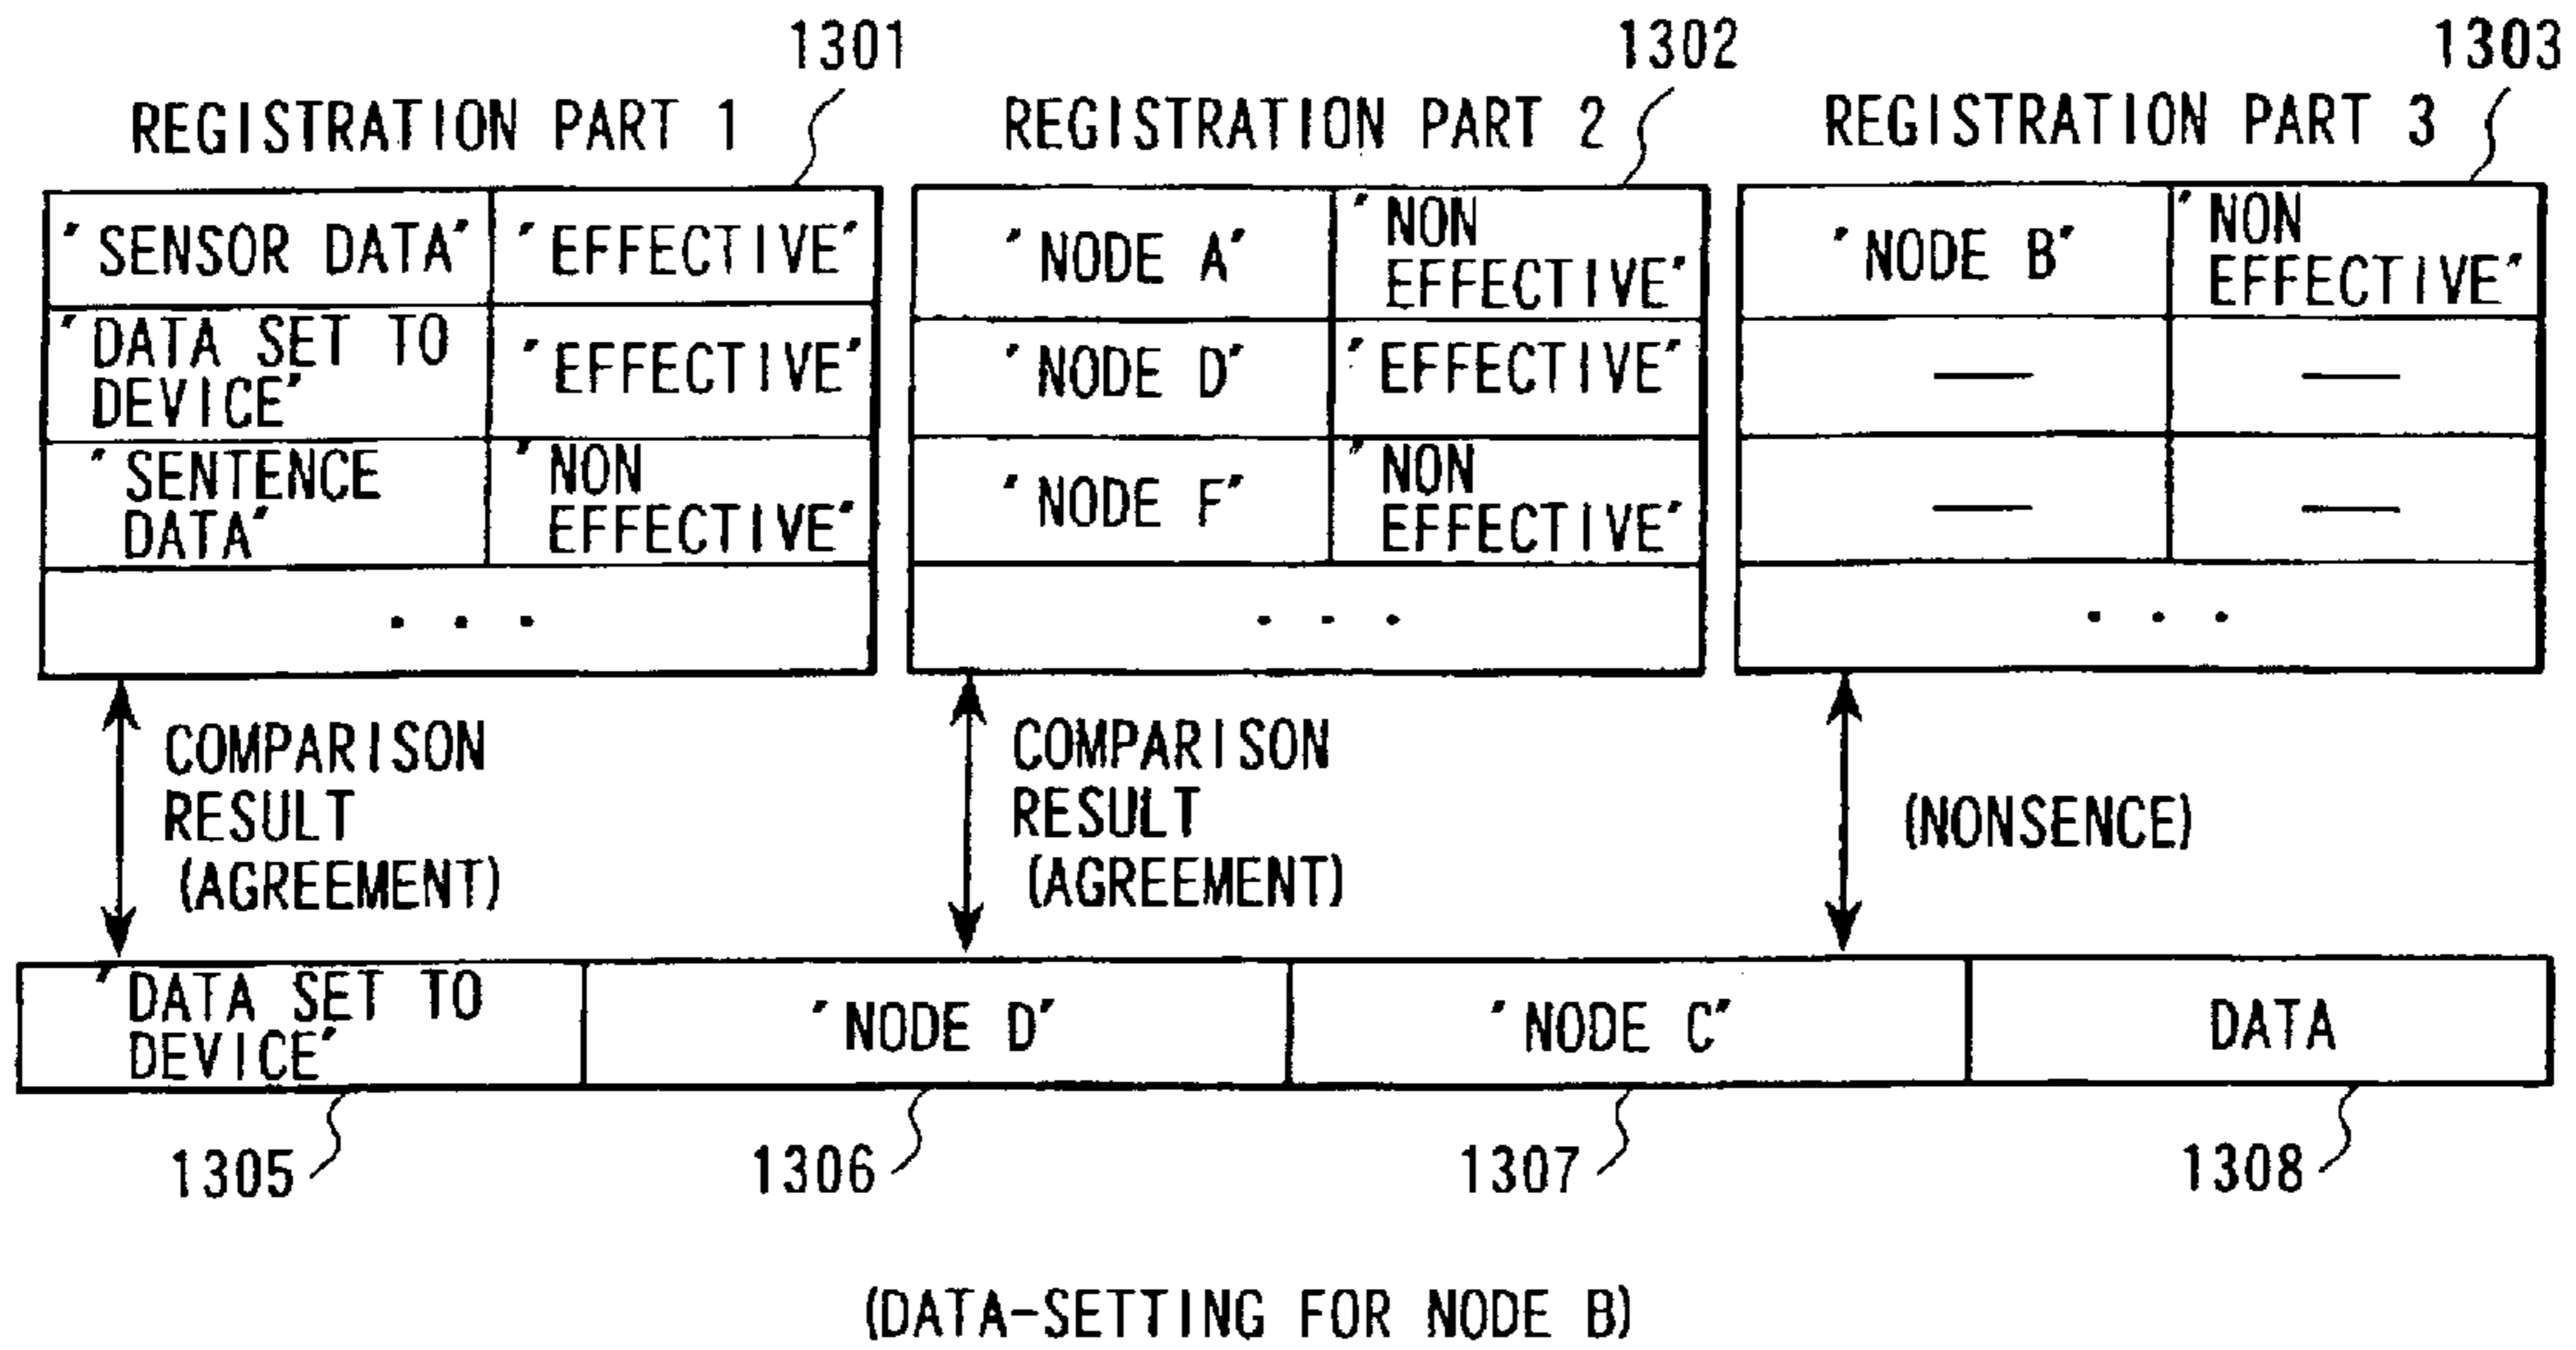 1301
1302
1303
REGISTRATION PART 1
REGISTRATION PART 2
REGISTRATION PART 3
'SENSOR DATA'
'EFFECTIVE'
'NODE A'
'NON
EFFECTIVE'
'NODE B'
'NON
EFFECTIVE'
'DATA SET TO
DEVICE'
'EFFECTIVE'
'NODE D'
'EFFECTIVE'
—
—
'SENTENCE
DATA'
'NON
EFFECTIVE'
'NODE F'
'NON
EFFECTIVE'
—
—
. . .
. . .
. . .
COMPARISON
RESULT
(AGREEMENT)
COMPARISON
RESULT
(AGREEMENT)
(NONSENCE)
'DATA SET TO
DEVICE'
'NODE D'
'NODE C'
DATA
1305
1306
1307
1308
(DATA-SETTING FOR NODE B)